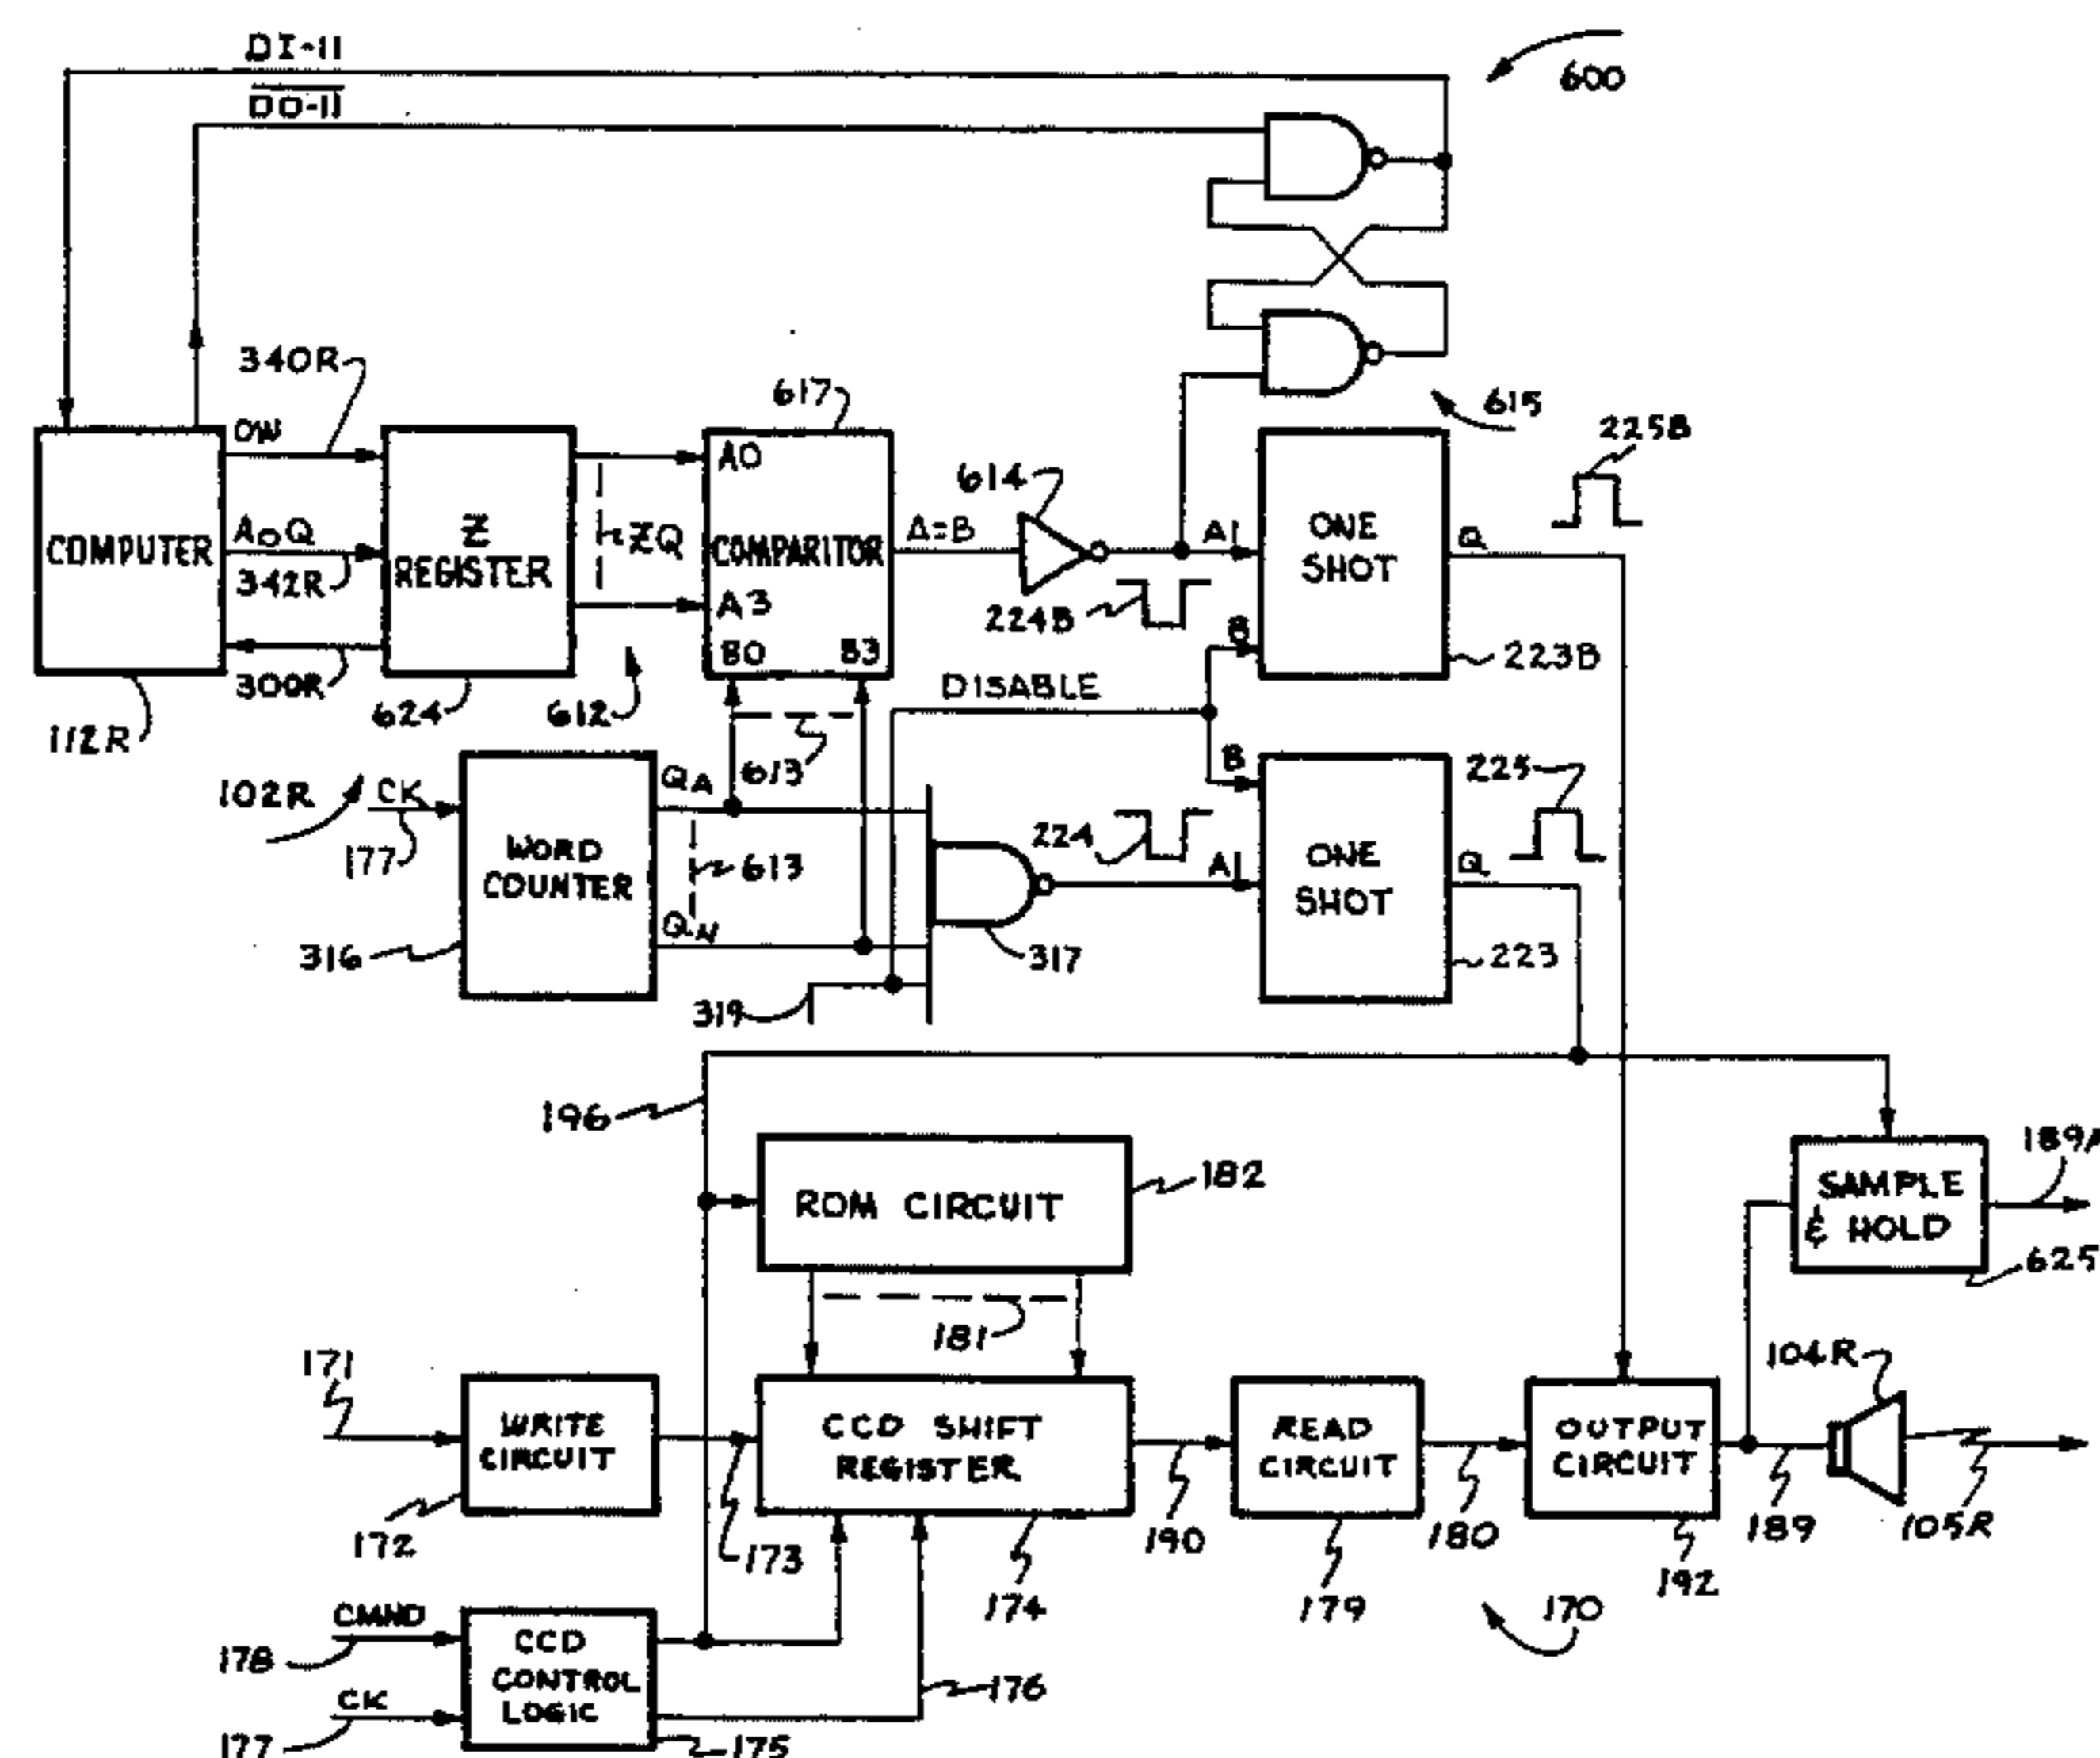 DI-11
DO-11
600
340R
617
615
225B
OW
A0
614
COMPUTER
A0Q
342R
Z
REGISTER
ZQ
COMPARITOR
A=B
A1
ONE
SHOT
Q
A3
224B
B
223B
300R
B0
B3
112R
624
612
DISABLE
613
B
225
102R
CK
177
QA
WORD
COUNTER
613
224
A1
ONE
SHOT
Q
QN
316
317
223
319
196
ROM CIRCUIT
182
189A
SAMPLE
& HOLD
625
181
171
104R
WRITE
CIRCUIT
CCD SHIFT
REGISTER
READ
CIRCUIT
OUTPUT
CIRCUIT
172
173
190
180
189
105R
174
179
192
170
CMND
178
CCD
CONTROL
LOGIC
176
CK
177
175